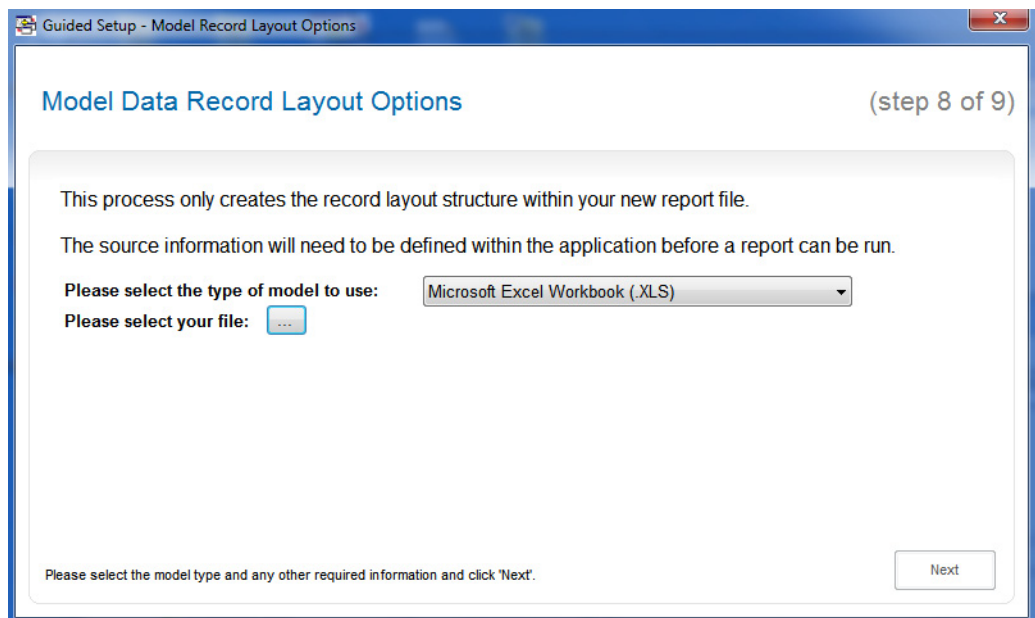 Guided Setup - Model Record Layout Options
Model Data Record Layout Options
(step 8 of 9)
This process only creates the record layout structure within your new report file.
The source information will need to be defined within the application before a report can be run.
Please select the type of model to use:
Microsoft Excel Workbook (.XLS)
Please select your file:
...
Please select the model type and any other required information and click 'Next'.
Next